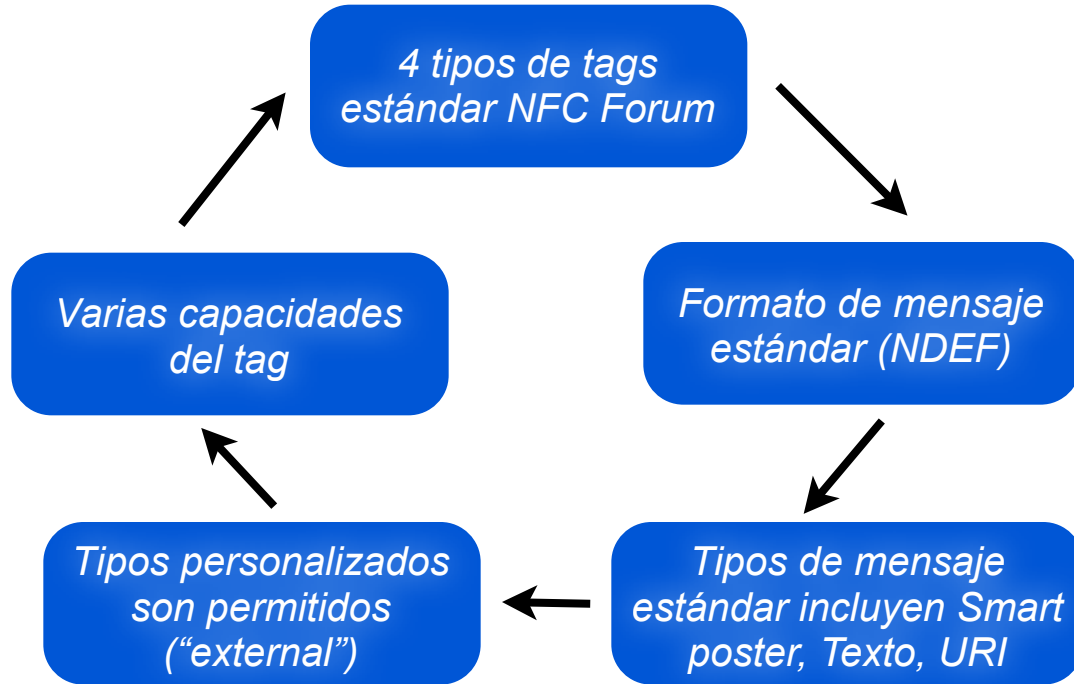 4 tipos de tags
estándar NFC Forum
Formato de mensaje
estándar (NDEF)
Tipos de mensaje
estándar incluyen Smart
poster, Texto, URI
Tipos personalizados
son permitidos
(“external”)
Varias capacidades
del tag